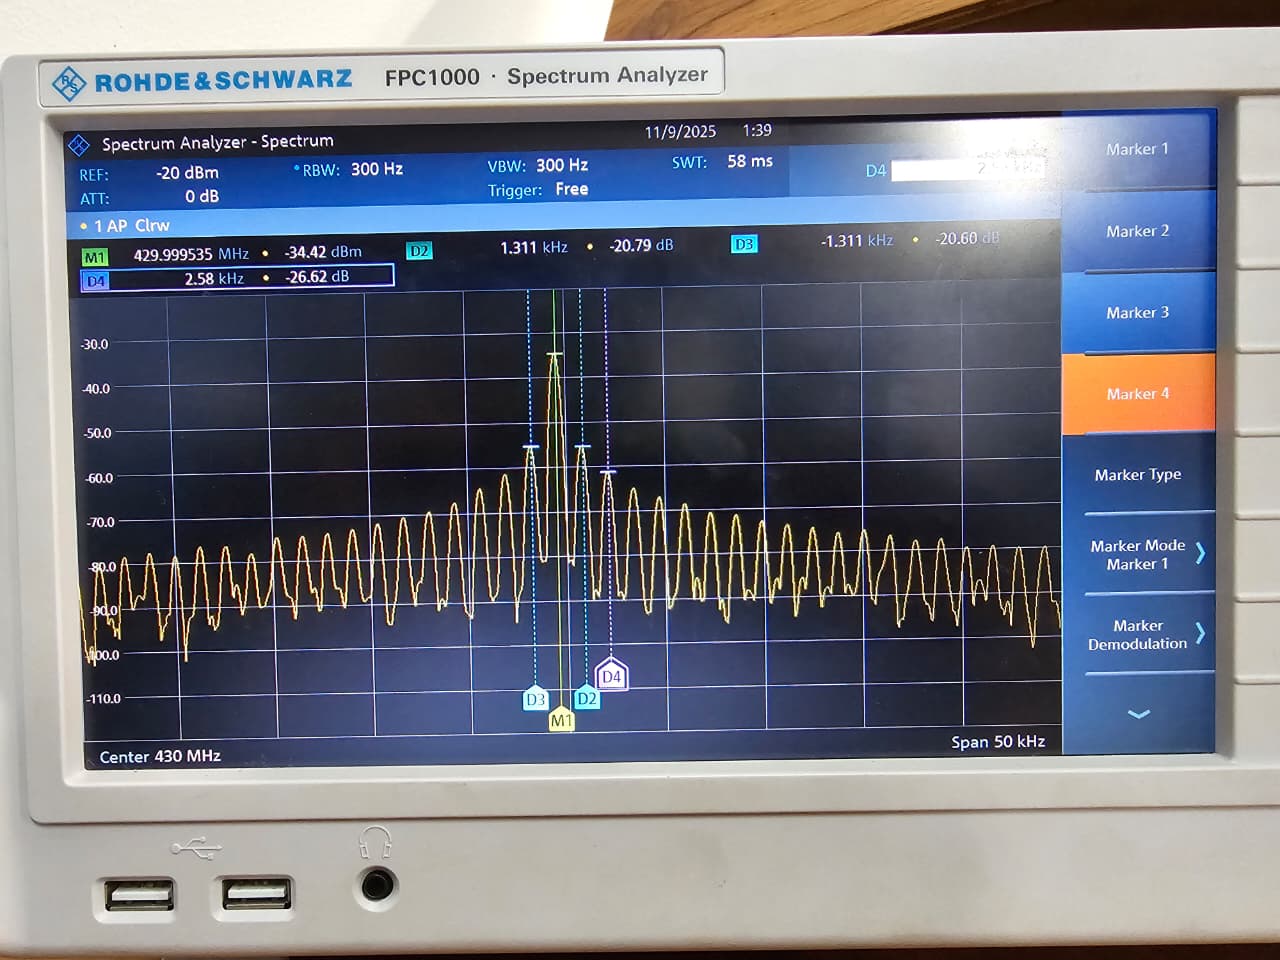 R&S ROHDE&SCHWARZ FPC1000 · Spectrum Analyzer
Spectrum Analyzer - Spectrum 11/9/2025 1:39
REF: -20 dBm • RBW: 300 Hz VBW: 300 Hz SWT: 58 ms D4
ATT: 0 dB Trigger: Free
• 1 AP Clrw
M1 429.999535 MHz • -34.42 dBm D2 1.311 kHz • -20.79 dB D3 -1.311 kHz • -20.60 dB
D4 2.58 kHz • -26.62 dB
-30.0
-40.0
-50.0
-60.0
-70.0
-80.0
-90.0
-100.0
-110.0
D4
D3 D2
M1
Center 430 MHz Span 50 kHz
Marker 1
Marker 2
Marker 3
Marker 4
Marker Type
Marker Mode
Marker 1
Marker
Demodulation